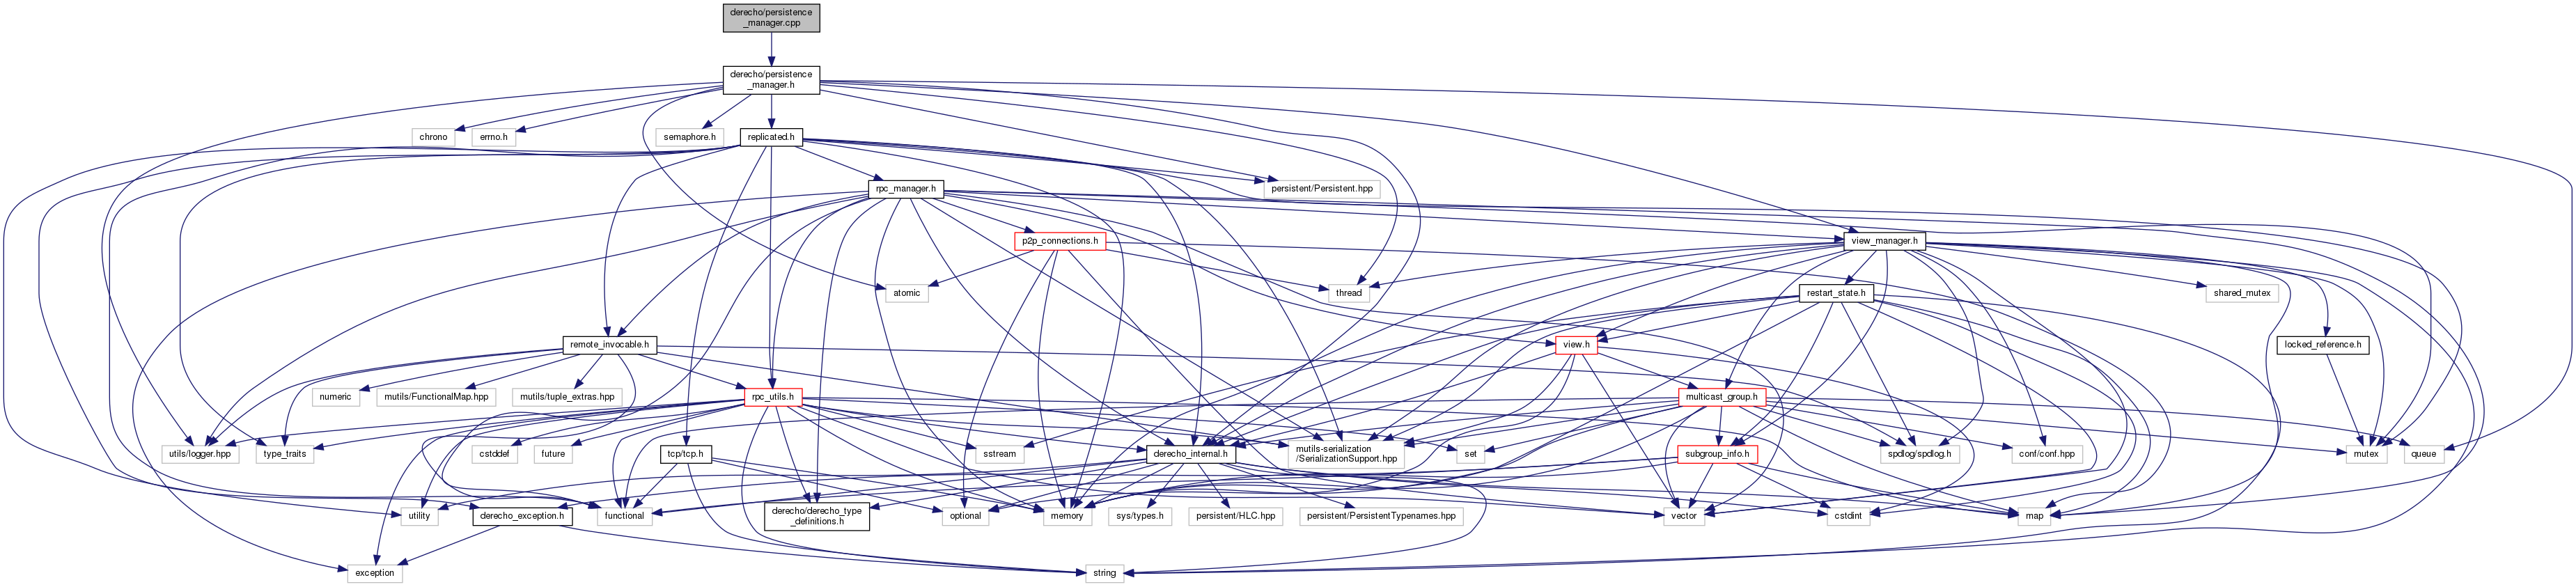 derecho/persistence
_manager.cpp
derecho/persistence
_manager.h
chrono
errno.h
semaphore.h
replicated.h
rpc_manager.h
persistent/Persistent.hpp
p2p_connections.h
view_manager.h
atomic
thread
restart_state.h
shared_mutex
remote_invocable.h
view.h
locked_reference.h
numeric
mutils/FunctionalMap.hpp
mutils/tuple_extras.hpp
rpc_utils.h
multicast_group.h
utils/logger.hpp
type_traits
cstddef
future
tcp/tcp.h
sstream
derecho_internal.h
mutils-serialization
/SerializationSupport.hpp
set
subgroup_info.h
spdlog/spdlog.h
conf/conf.hpp
mutex
queue
utility
derecho_exception.h
functional
derecho/derecho_type
_definitions.h
optional
memory
sys/types.h
persistent/HLC.hpp
persistent/PersistentTypenames.hpp
vector
cstdint
map
exception
string